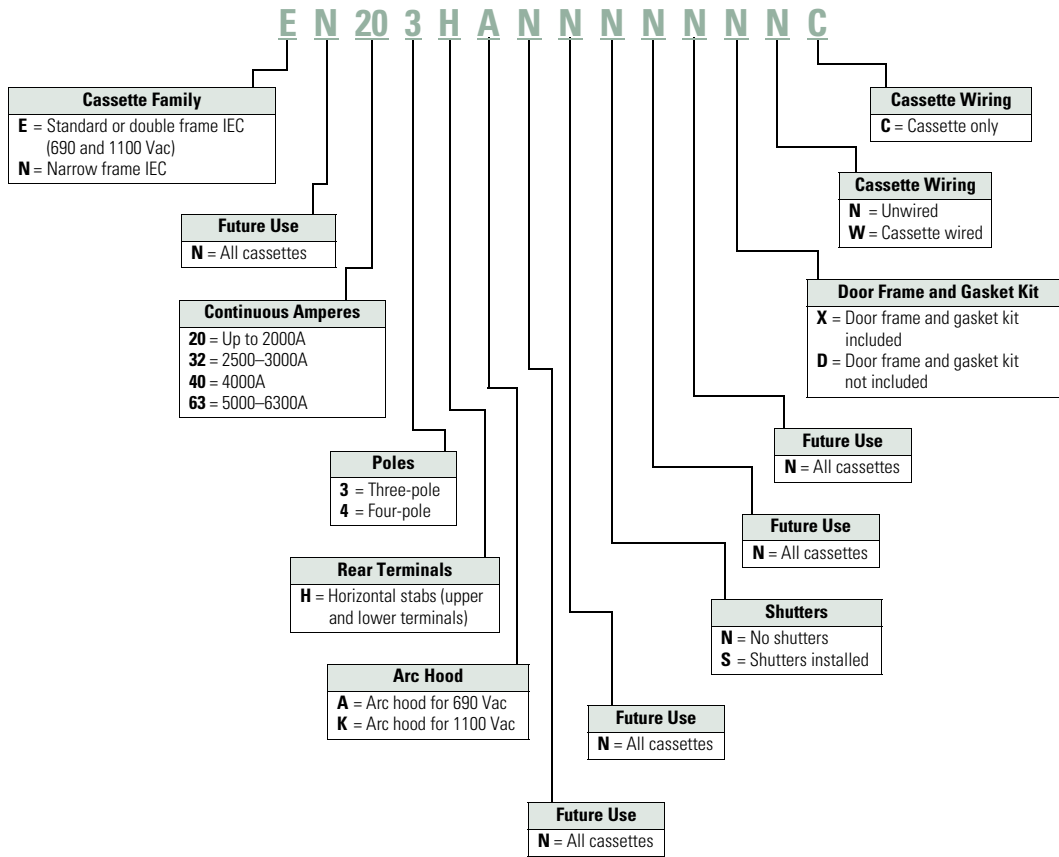 E N 20 3 H A N N N N N N N C
Cassette Family
E = Standard or double frame IEC
(690 and 1100 Vac)
N = Narrow frame IEC
Future Use
N = All cassettes
Continuous Amperes
20 = Up to 2000A
32 = 2500–3000A
40 = 4000A
63 = 5000–6300A
Poles
3 = Three-pole
4 = Four-pole
Rear Terminals
H = Horizontal stabs (upper
and lower terminals)
Arc Hood
A = Arc hood for 690 Vac
K = Arc hood for 1100 Vac
Future Use
N = All cassettes
Future Use
N = All cassettes
Shutters
N = No shutters
S = Shutters installed
Future Use
N = All cassettes
Future Use
N = All cassettes
Door Frame and Gasket Kit
X = Door frame and gasket kit
included
D = Door frame and gasket kit
not included
Cassette Wiring
N = Unwired
W = Cassette wired
Cassette Wiring
C = Cassette only